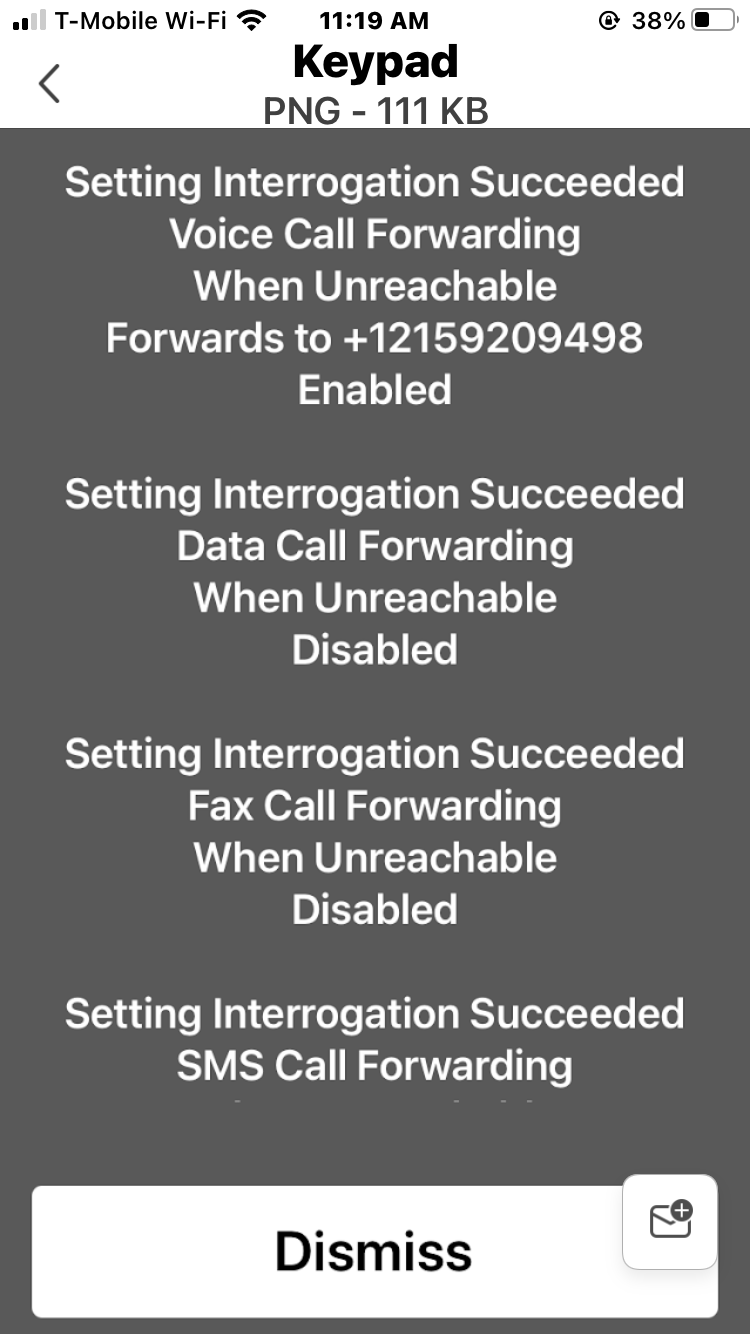 T-Mobile Wi-Fi 11:19 AM 38%
Keypad
PNG - 111 KB
Setting Interrogation Succeeded
Voice Call Forwarding
When Unreachable
Forwards to +12159209498
Enabled
Setting Interrogation Succeeded
Data Call Forwarding
When Unreachable
Disabled
Setting Interrogation Succeeded
Fax Call Forwarding
When Unreachable
Disabled
Setting Interrogation Succeeded
SMS Call Forwarding
Dismiss